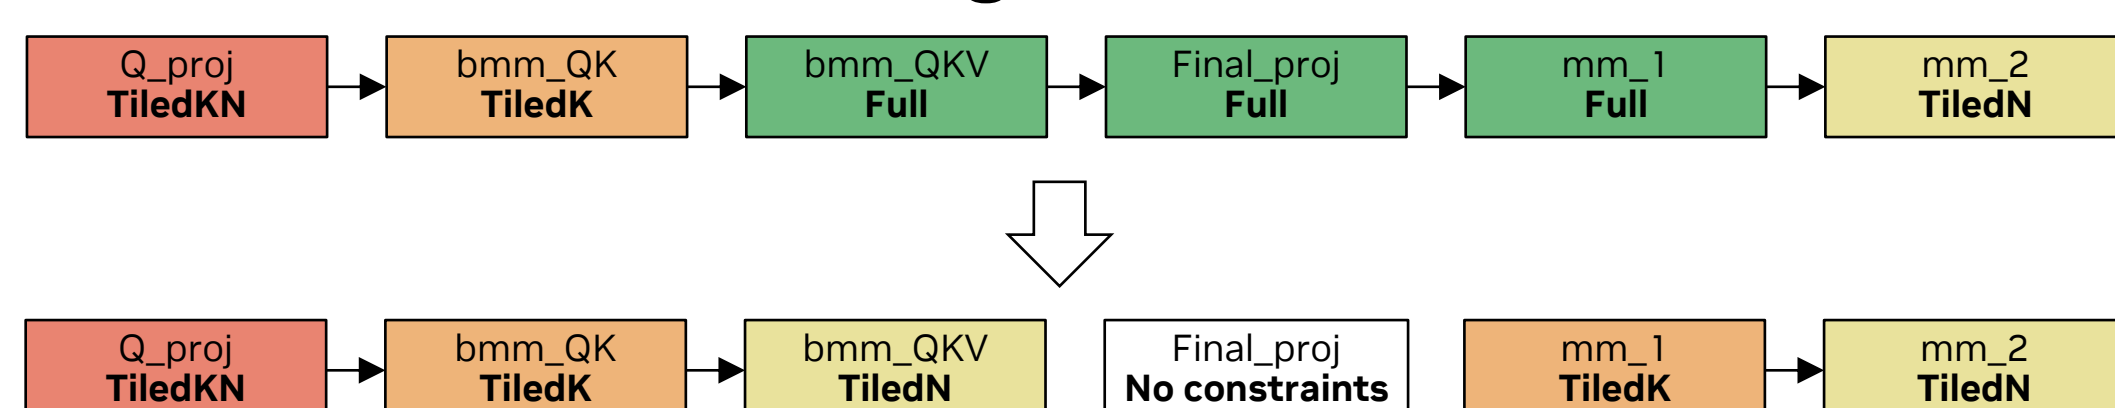 Q_proj
TiledKN
bmm_QK
TiledK
bmm_QKV
Full
Final_proj
Full
mm_1
Full
mm_2
TiledN
Q_proj
TiledKN
bmm_QK
TiledK
bmm_QKV
TiledN
Final_proj
No constraints
mm_1
TiledK
mm_2
TiledN